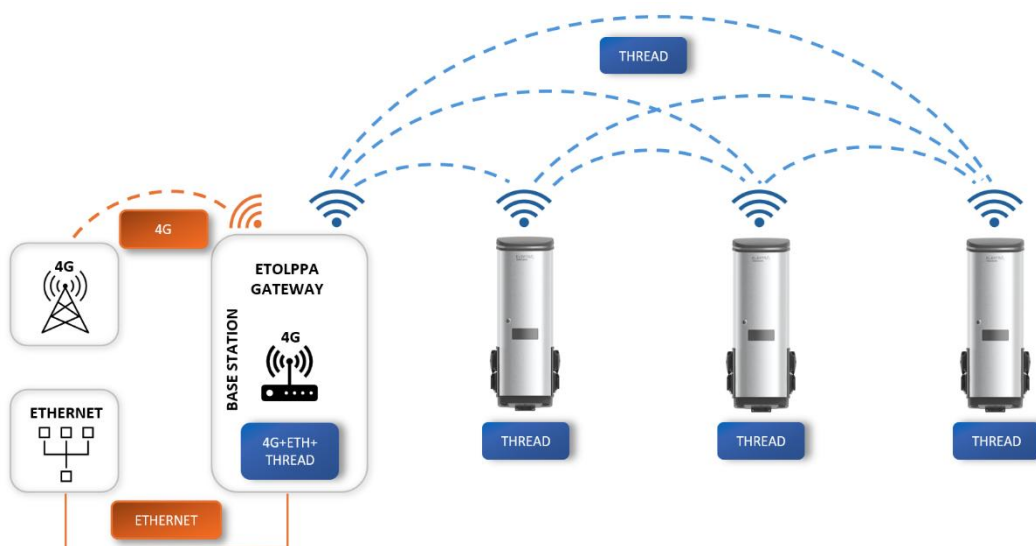 THREAD
4G
4G
ETOLPPA
GATEWAY
BASE STATION
4G
4G+ETH+
THREAD
ETHERNET
ETHERNET
THREAD
THREAD
THREAD